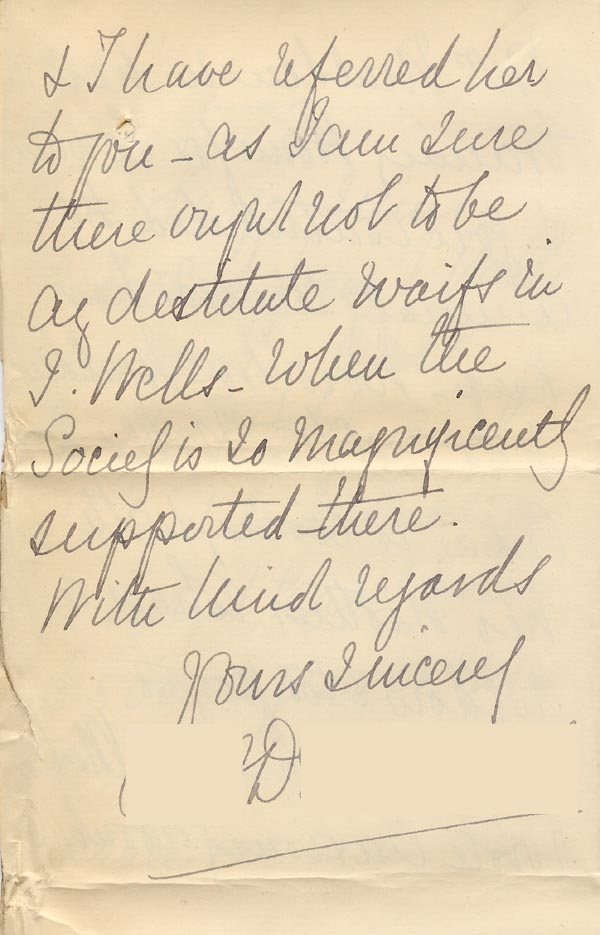 & I have referred her
to you - as I am sure
there ought not to be
any destitute waifs in
T. Wells - when the
Society is so magnificently
supported there.
With kind regards
Yours sincerely
D